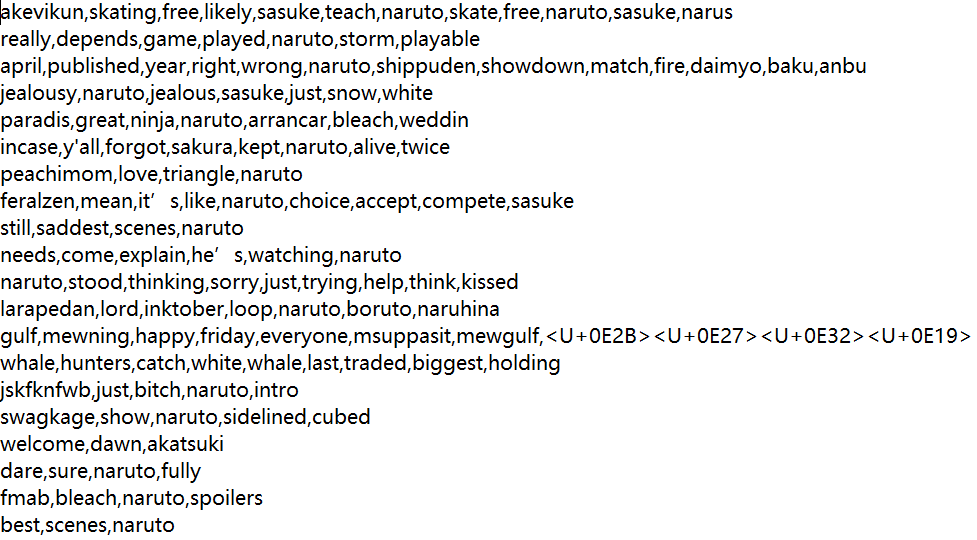 akevikun,skating,free,likely,sasuke,teach,naruto,skate,free,naruto,sasuke,narus
really,depends,game,played,naruto,storm,playable
april,published,year,right,wrong,naruto,shippuden,showdown,match,fire,daimyo,baku,anbu
jealousy,naruto,jealous,sasuke,just,snow,white
paradis,great,ninja,naruto,arrancar,bleach,weddin
incase,y'all,forgot,sakura,kept,naruto,alive,twice
peachimom,love,triangle,naruto
feralzen,mean,it’s,like,naruto,choice,accept,compete,sasuke
still,saddest,scenes,naruto
needs,come,explain,he’s,watching,naruto
naruto,stood,thinking,sorry,just,trying,help,think,kissed
larapedan,lord,inktober,loop,naruto,boruto,naruhina
gulf,mewning,happy,friday,everyone,msuppasit,mewgulf,<U+0E2B><U+0E27><U+0E32><U+0E19>
whale,hunters,catch,white,whale,last,traded,biggest,holding
jskfknfwb,just,bitch,naruto,intro
swagkage,show,naruto,sidelined,cubed
welcome,dawn,akatsuki
dare,sure,naruto,fully
fmab,bleach,naruto,spoilers
best,scenes,naruto